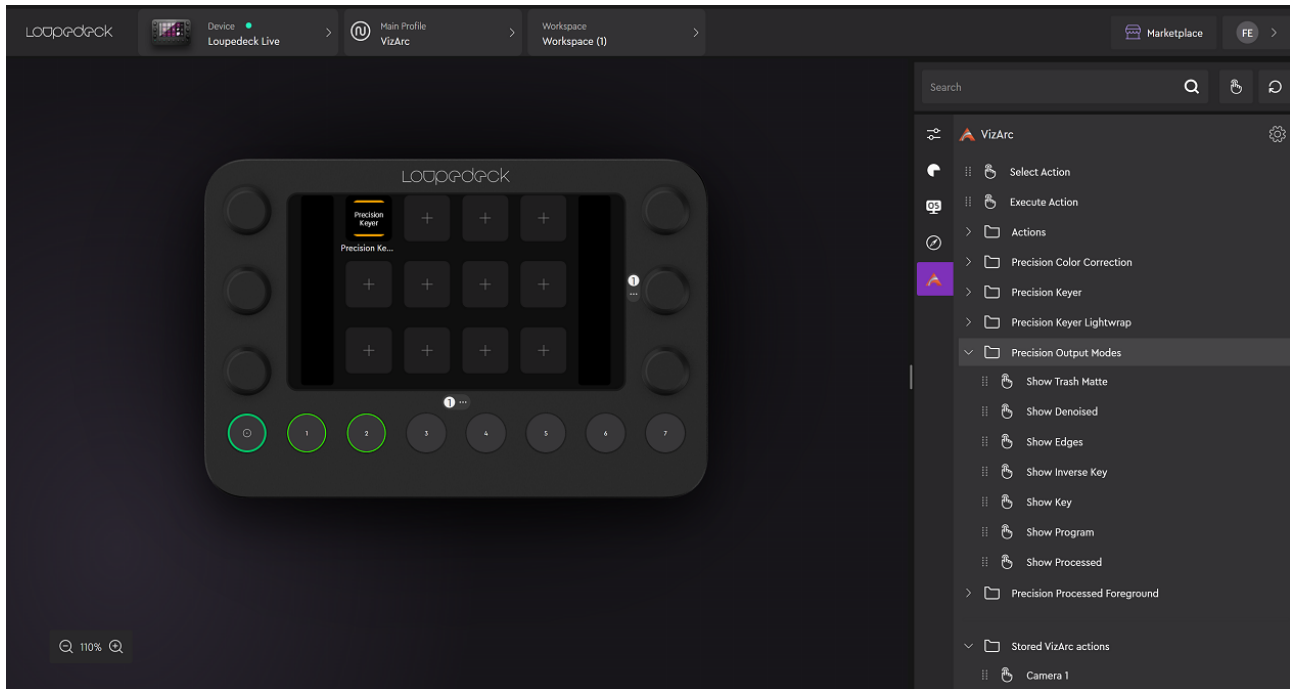 Loupedeck
Device
Loupedeck Live
Main Profile
VizArc
Workspace
Workspace (1)
Marketplace
FE
Search
Loupedeck
Precision
Keyer
Precision Ke...
1
1
1
2
3
4
5
6
7
110%
VizArc
Select Action
Execute Action
Actions
Precision Color Correction
Precision Keyer
Precision Keyer Lightwrap
Precision Output Modes
Show Trash Matte
Show Denoised
Show Edges
Show Inverse Key
Show Key
Show Program
Show Processed
Precision Processed Foreground
Stored VizArc actions
Camera 1
OS